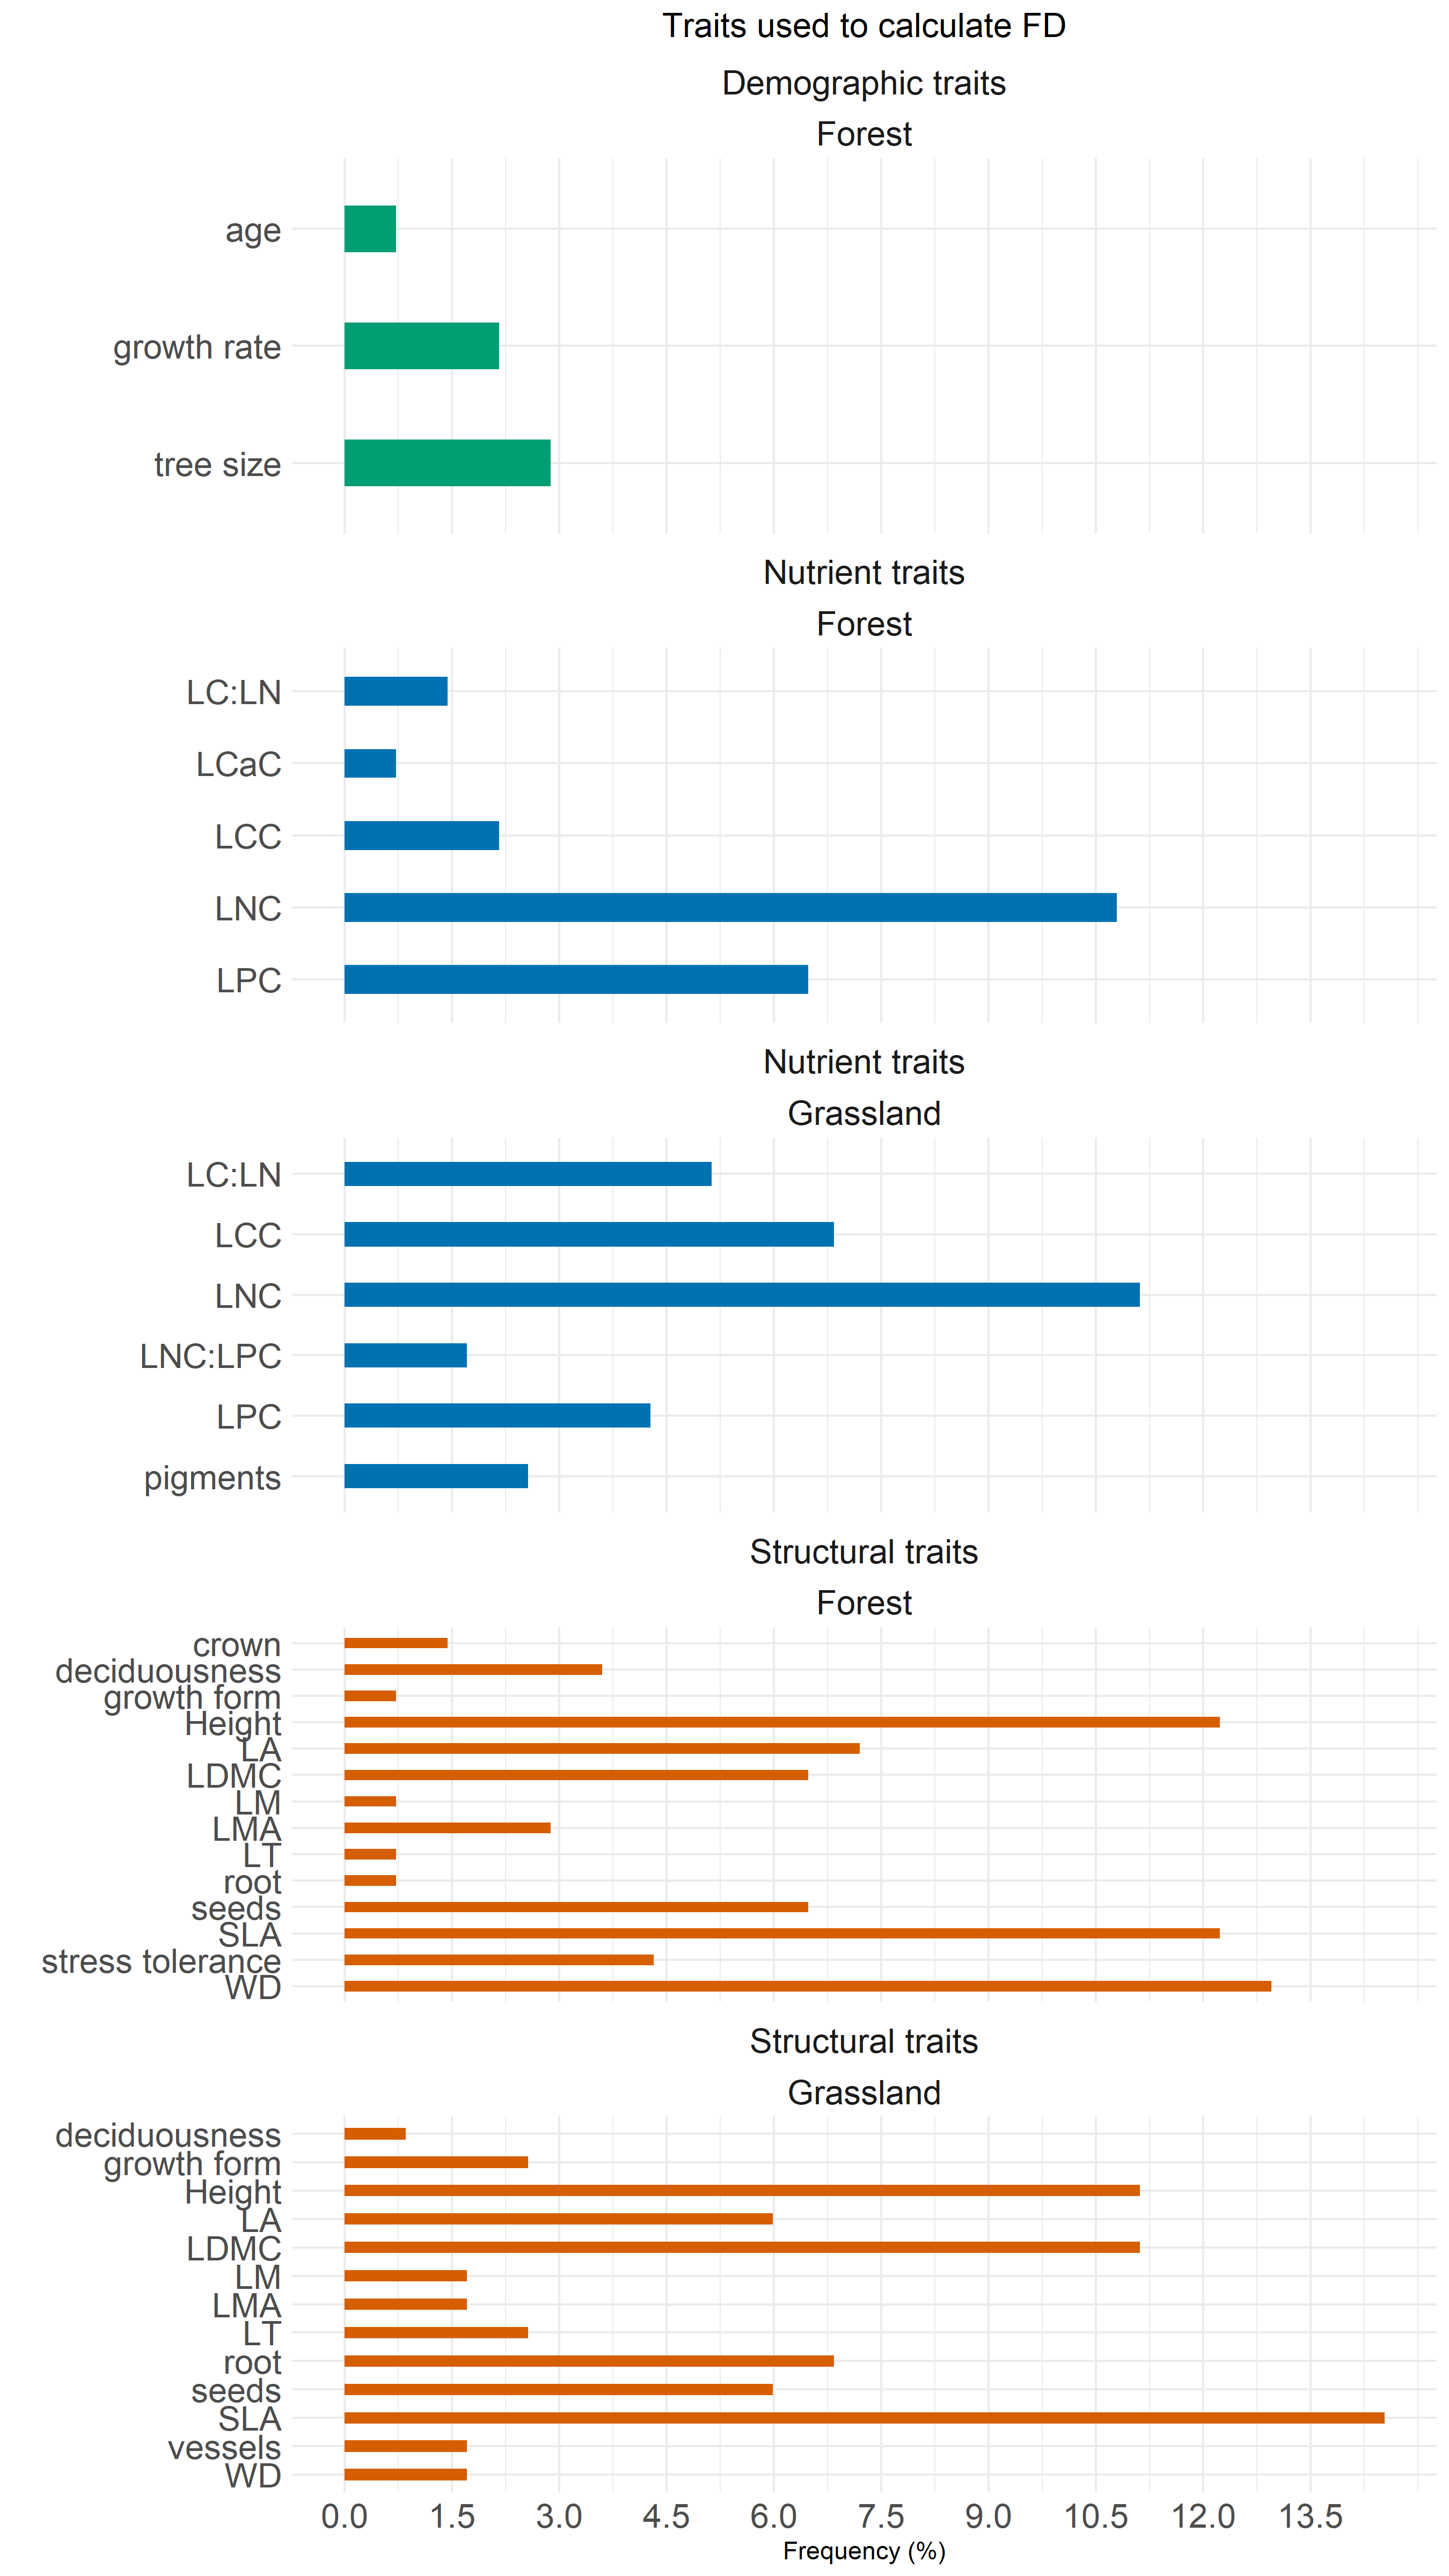 Traits used to calculate FD
Demographic traits
Forest
age
growth rate
tree size
Nutrient traits
Forest
LC:LN
LCaC
LCC
LNC
LPC
Nutrient traits
Grassland
LC:LN
LCC
LNC
LNC:LPC
LPC
pigments
Structural traits
Forest
crown
deciduousness
growth form
Height
LA
LDMC
LM
LMA
LT
root
seeds
SLA
stress tolerance
WD
Structural traits
Grassland
deciduousness
growth form
Height
LA
LDMC
LM
LMA
LT
root
seeds
SLA
vessels
WD
0.0 1.5 3.0 4.5 6.0 7.5 9.0 10.5 12.0 13.5
Frequency (%)